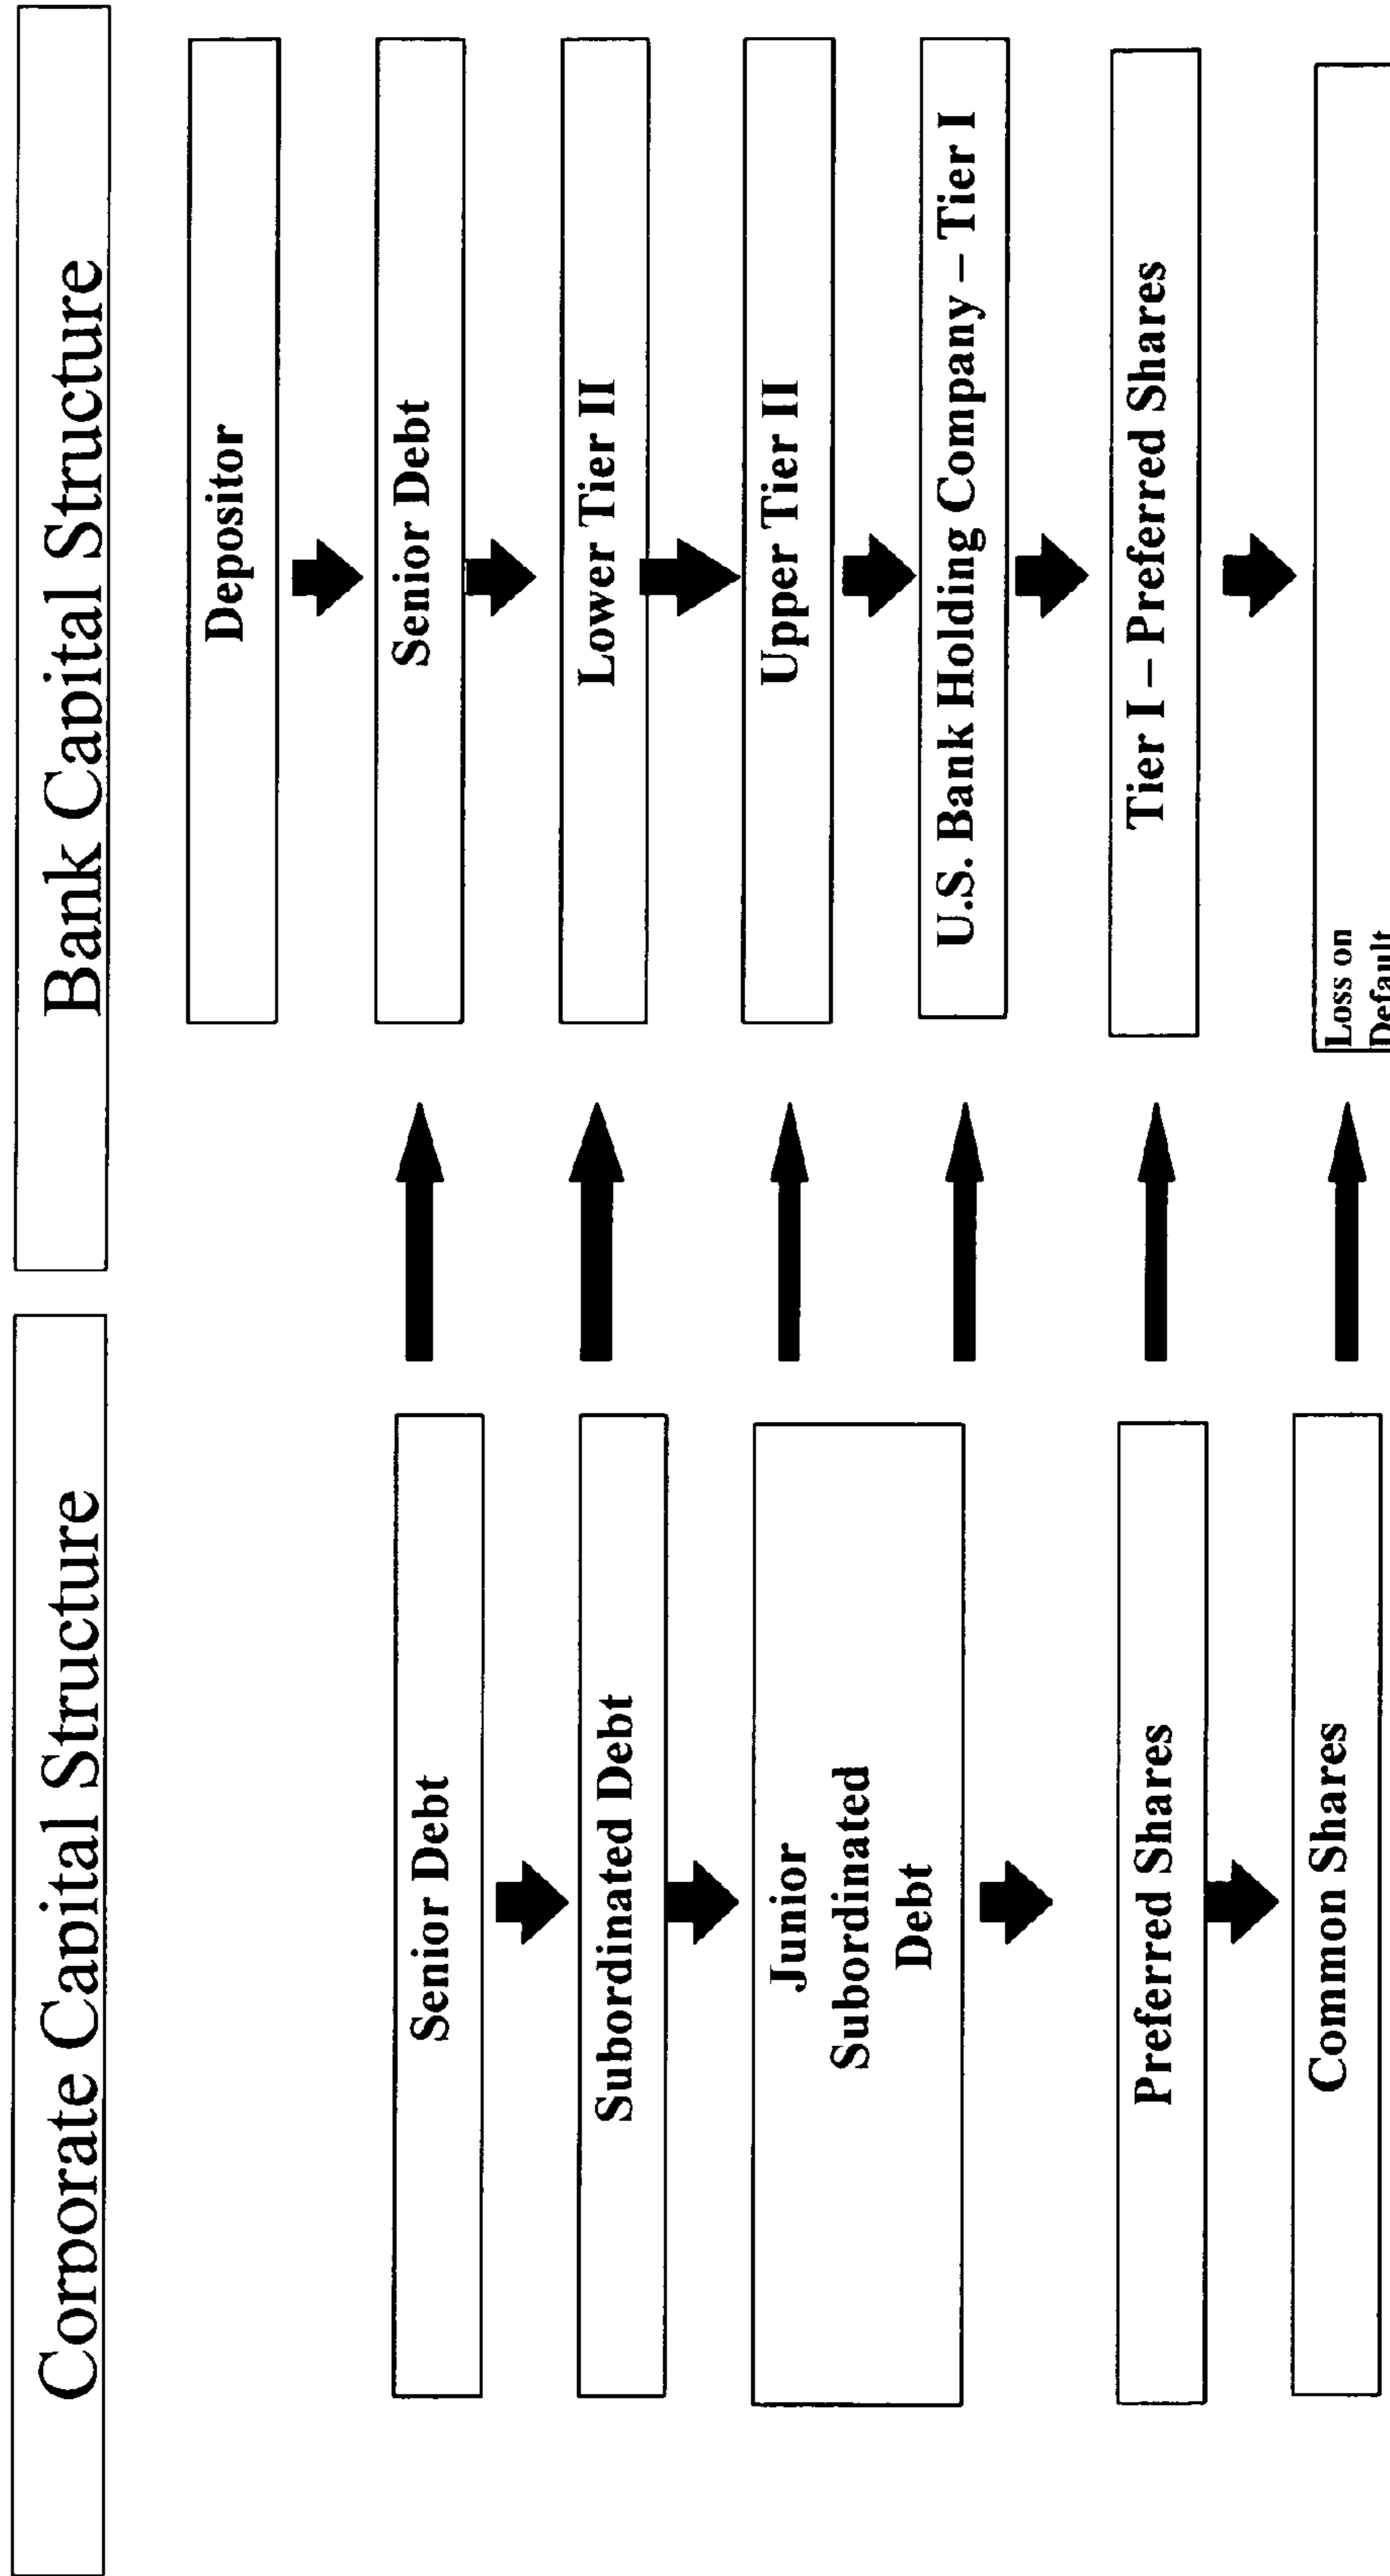 Corporate Capital Structure
Bank Capital Structure
Depositor
Senior Debt
Senior Debt
Subordinated Debt
Lower Tier II
Junior
Subordinated
Debt
Upper Tier II
U.S. Bank Holding Company – Tier I
Preferred Shares
Tier I – Preferred Shares
Common Shares
Loss on
Default